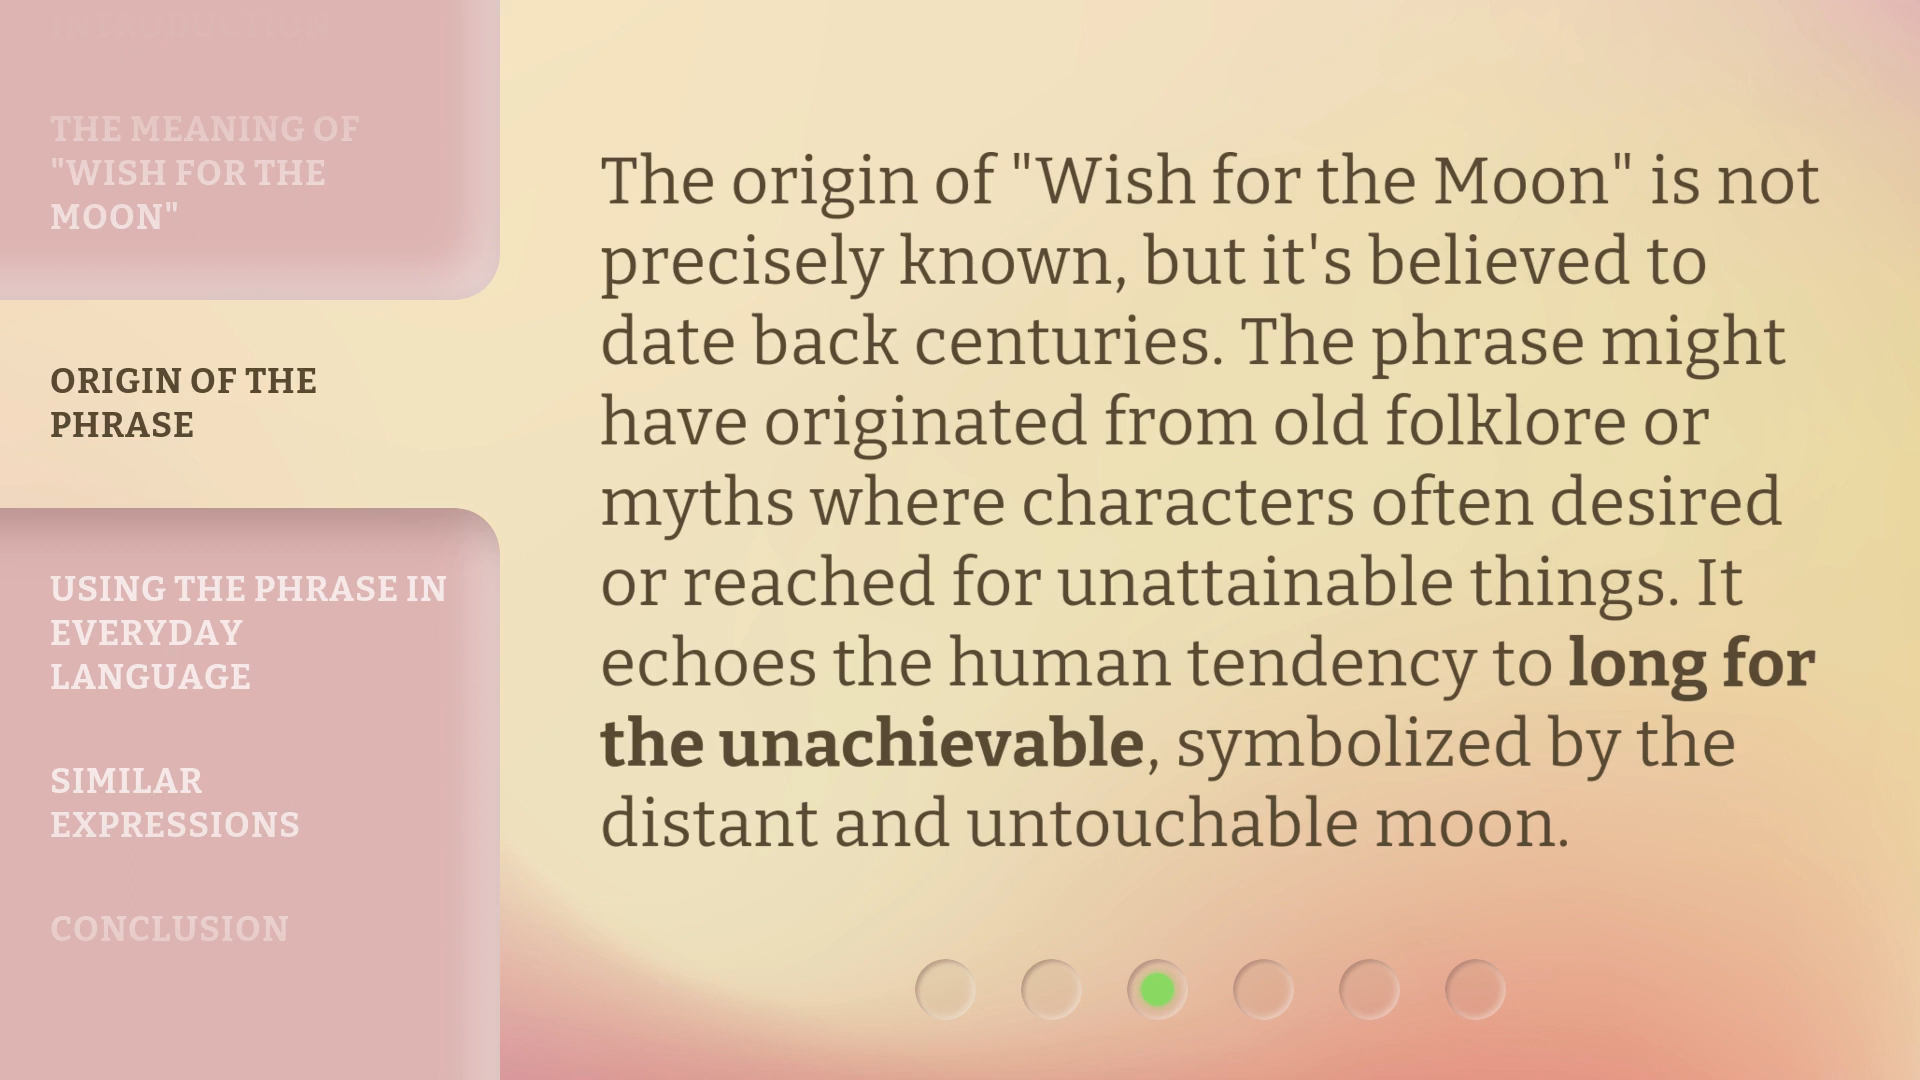 INTRODUCTION
THE MEANING OF
"WISH FOR THE
MOON"
ORIGIN OF THE
PHRASE
USING THE PHRASE IN
EVERYDAY
LANGUAGE
SIMILAR
EXPRESSIONS
CONCLUSION
The origin of "Wish for the Moon" is not
precisely known, but it's believed to
date back centuries. The phrase might
have originated from old folklore or
myths where characters often desired
or reached for unattainable things. It
echoes the human tendency to long for
the unachievable, symbolized by the
distant and untouchable moon.